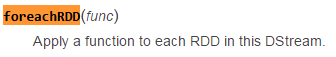 foreachRDD(func)
Apply a function to each RDD in this DStream.